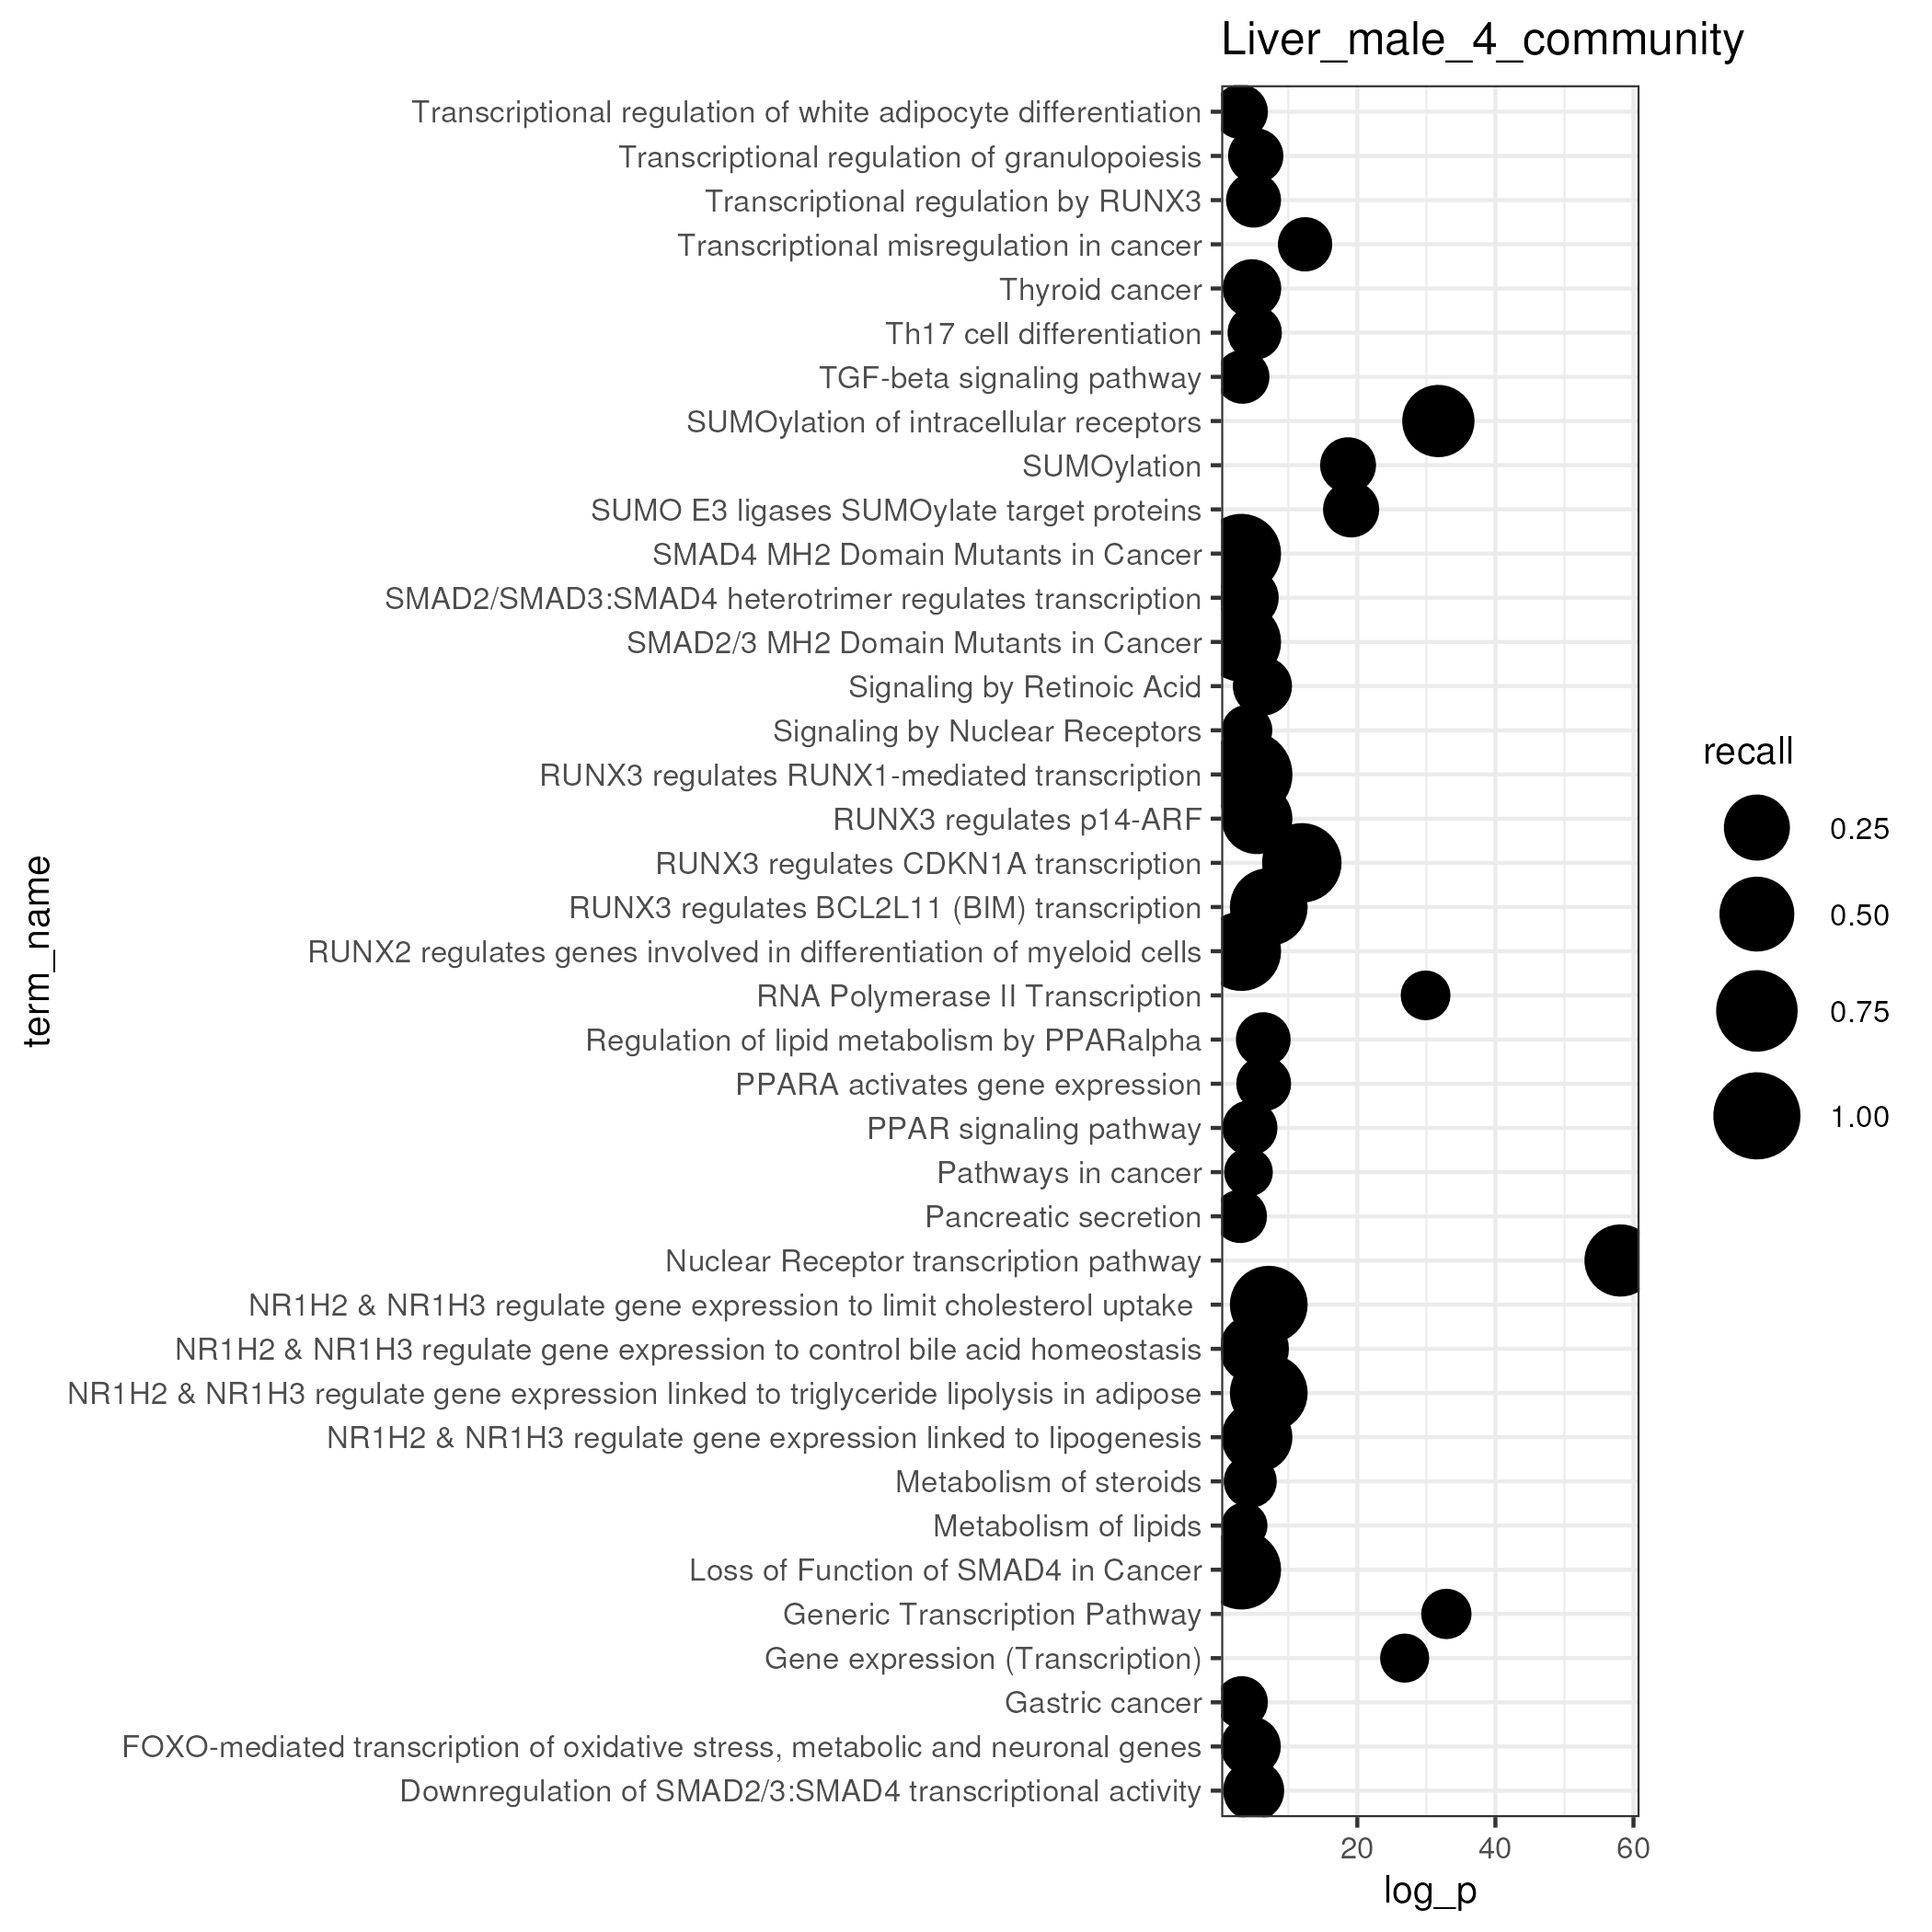 Liver_male_4_community
Transcriptional regulation of white adipocyte differentiation
Transcriptional regulation of granulopoiesis
Transcriptional regulation by RUNX3
Transcriptional misregulation in cancer
Thyroid cancer
Th17 cell differentiation
TGF-beta signaling pathway
SUMOylation of intracellular receptors
SUMOylation
SUMO E3 ligases SUMOylate target proteins
SMAD4 MH2 Domain Mutants in Cancer
SMAD2/SMAD3:SMAD4 heterotrimer regulates transcription
SMAD2/3 MH2 Domain Mutants in Cancer
Signaling by Retinoic Acid
Signaling by Nuclear Receptors
RUNX3 regulates RUNX1-mediated transcription
RUNX3 regulates p14-ARF
RUNX3 regulates CDKN1A transcription
RUNX3 regulates BCL2L11 (BIM) transcription
RUNX2 regulates genes involved in differentiation of myeloid cells
RNA Polymerase II Transcription
Regulation of lipid metabolism by PPARalpha
PPARA activates gene expression
PPAR signaling pathway
Pathways in cancer
Pancreatic secretion
Nuclear Receptor transcription pathway
NR1H2 & NR1H3 regulate gene expression to limit cholesterol uptake
NR1H2 & NR1H3 regulate gene expression to control bile acid homeostasis
NR1H2 & NR1H3 regulate gene expression linked to triglyceride lipolysis in adipose
NR1H2 & NR1H3 regulate gene expression linked to lipogenesis
Metabolism of steroids
Metabolism of lipids
Loss of Function of SMAD4 in Cancer
Generic Transcription Pathway
Gene expression (Transcription)
Gastric cancer
FOXO-mediated transcription of oxidative stress, metabolic and neuronal genes
Downregulation of SMAD2/3:SMAD4 transcriptional activity
term_name
20 40 60
log_p
recall
0.25
0.50
0.75
1.00